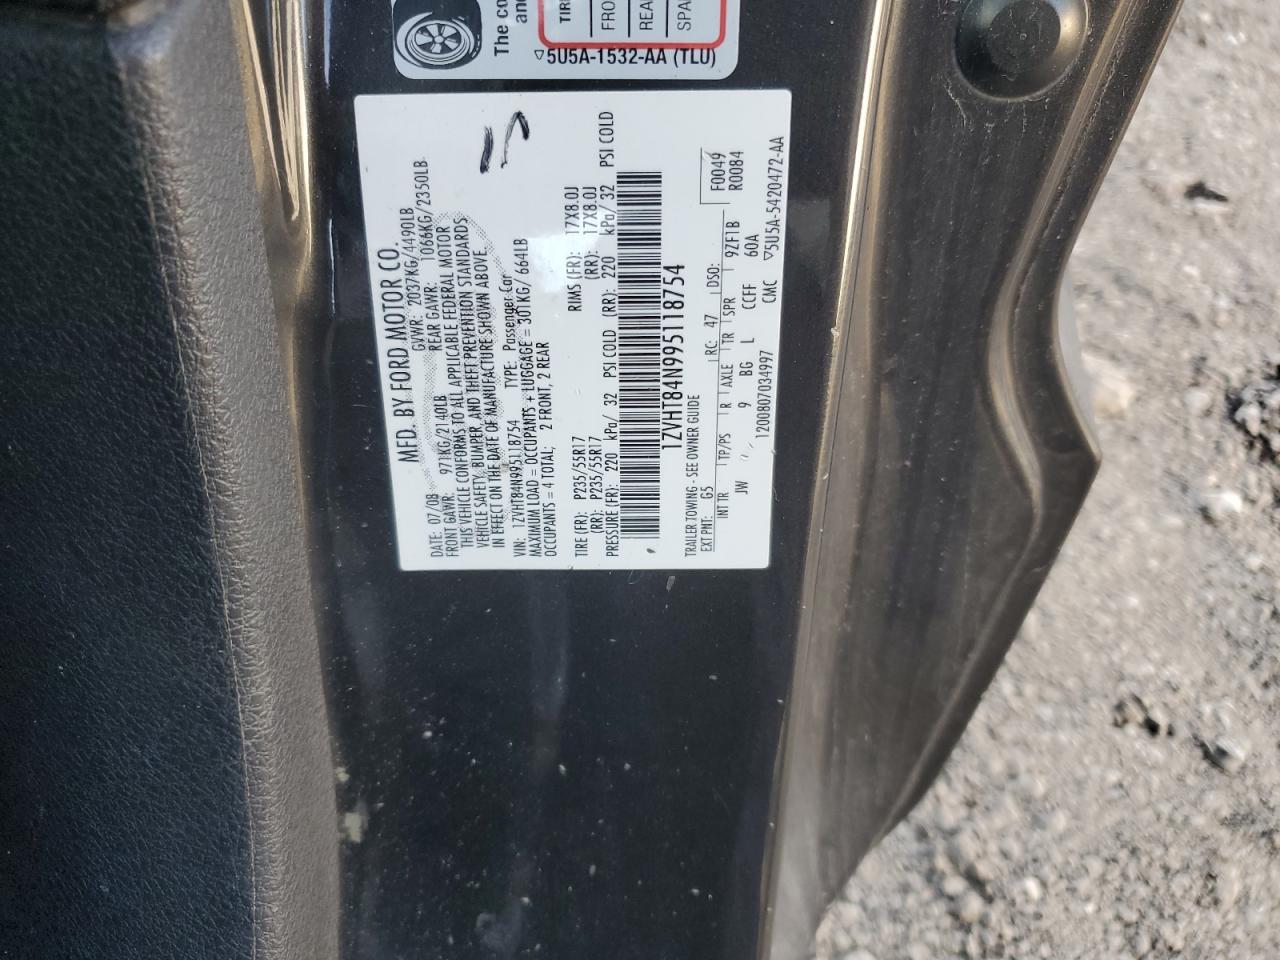 The co
an
TIR
FRO
REA
SPA
▽5U5A-1532-AA (TLU)
MFD. BY FORD MOTOR CO.
DATE: 07/08 GVWR: 2037KG/4490LB
FRONT GAWR: 971KG/2140LB REAR GAWR: 1066KG/2350LB
THIS VEHICLE CONFORMS TO ALL APPLICABLE FEDERAL MOTOR
VEHICLE SAFETY, BUMPER, AND THEFT PREVENTION STANDARDS
IN EFFECT ON THE DATE OF MANUFACTURE SHOWN ABOVE.
VIN: 1ZVHT84N995118754 TYPE: Passenger Car
MAXIMUM LOAD = OCCUPANTS + LUGGAGE = 301KG/ 664LB
OCCUPANTS = 4 TOTAL: 2 FRONT, 2 REAR
TIRE (FR): P235/55R17 RIMS (FR): 17X8.0J
(RR): P235/55R17 (RR): 17X8.0J
PRESSURE (FR): 220 kPa/ 32 PSI COLD (RR): 220 kPa/ 32 PSI COLD
1ZVHT84N995118754
TRAILER TOWING - SEE OWNER GUIDE
EXT PNT: G5 RC: 47 DSO: F0049
R0084
INT TR TP/PS R AXLE TR SPR 9ZF1B
JW 9 BG L CCFF 60A
1200807034997 CMC ▽5U5A-5420472-AA